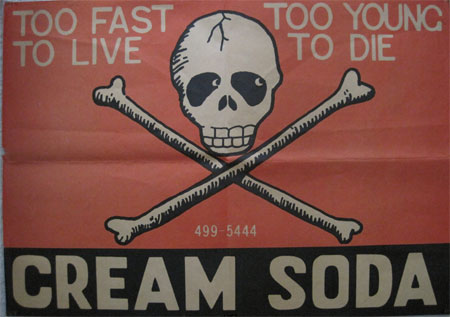 TOO FAST
TO LIVE
TOO YOUNG
TO DIE
499-5444
CREAM SODA